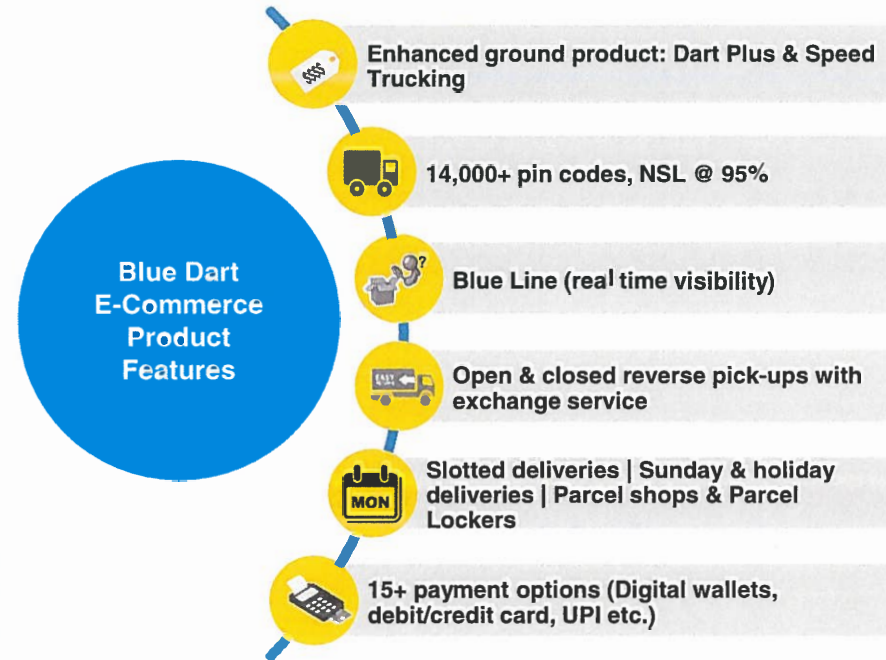 Enhanced ground product: Dart Plus & Speed
Trucking
14,000+ pin codes, NSL @ 95%
Blue Dart
E-Commerce
Product
Features
?
Blue Line (real time visibility)
EASY
Open & closed reverse pick-ups with
exchange service
MON
Slotted deliveries | Sunday & holiday
deliveries | Parcel shops & Parcel
Lockers
15+ payment options (Digital wallets,
debit/credit card, UPI etc.)